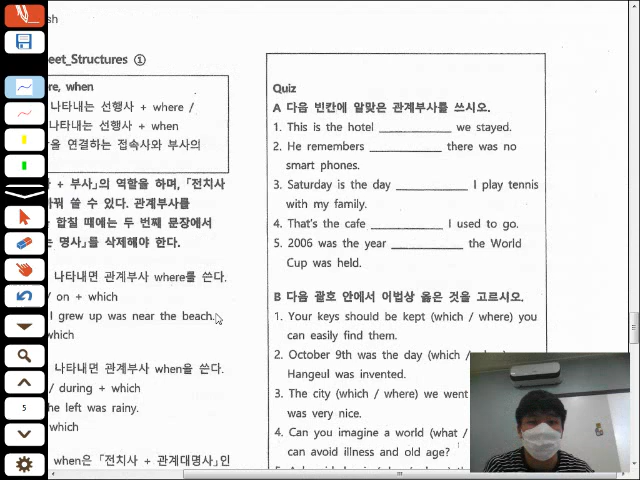 sh
eet_Structures ①
re, when
나타내는 선행사 + where /
나타내는 선행사 + when
을 연결하는 접속사와 부사의
+ 부사」의 역할을 하며, 「전치사
꿔 쓸 수 있다. 관계부사를
합칠 때에는 두 번째 문장에서
는 명사」를 삭제해야 한다.
나타내면 관계부사 where를 쓴다.
/ on + which
I grew up was near the beach.
which
나타내면 관계부사 when을 쓴다.
/ during + which
he left was rainy.
which
when은 「전치사 + 관계대명사」인
Quiz
A 다음 빈칸에 알맞은 관계부사를 쓰시오.
1. This is the hotel ____________ we stayed.
2. He remembers ____________ there was no
smart phones.
3. Saturday is the day ____________ I play tennis
with my family.
4. That's the cafe ____________ I used to go.
5. 2006 was the year ____________ the World
Cup was held.
B 다음 괄호 안에서 어법상 옳은 것을 고르시오.
1. Your keys should be kept (which / where) you
can easily find them.
2. October 9th was the day (which /
Hangeul was invented.
3. The city (which / where) we went
was very nice.
4. Can you imagine a world (what /
can avoid illness and old age?
5